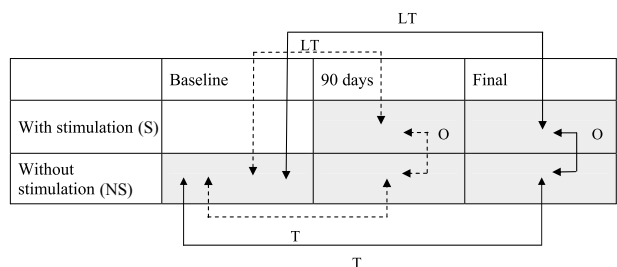 LT
LT
Baseline 90 days Final
With stimulation (S) O O
Without
stimulation (NS)
T
T